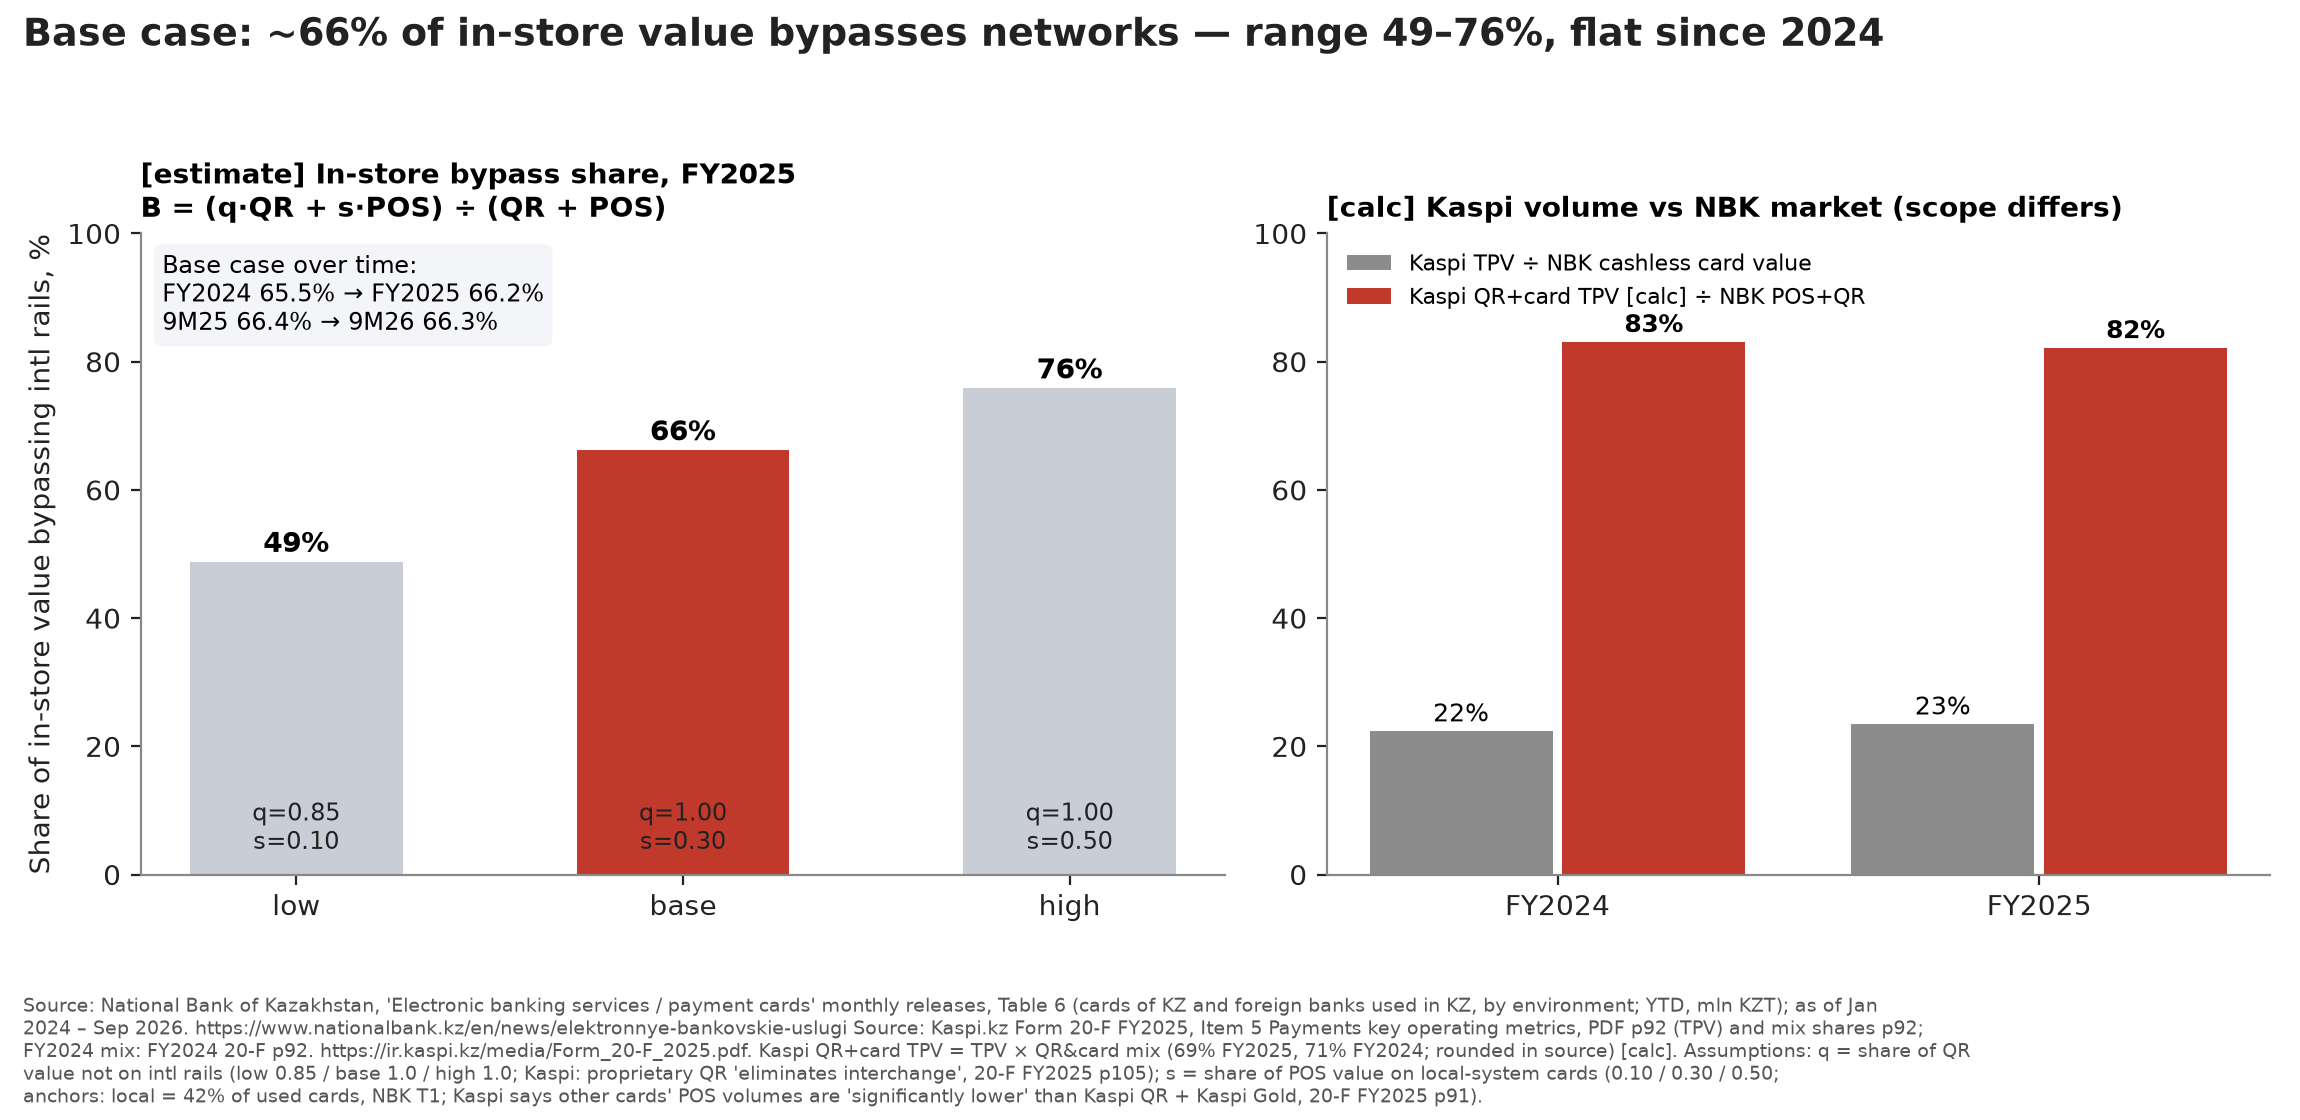 Base case: ~66% of in-store value bypasses networks — range 49–76%, flat since 2024
[estimate] In-store bypass share, FY2025
B = (q·QR + s·POS) ÷ (QR + POS)
Share of in-store value bypassing intl rails, %
100
80
60
40
20
0
Base case over time:
FY2024 65.5% → FY2025 66.2%
9M25 66.4% → 9M26 66.3%
49%
66%
76%
q=0.85
s=0.10
q=1.00
s=0.30
q=1.00
s=0.50
low
base
high
[calc] Kaspi volume vs NBK market (scope differs)
100
80
60
40
20
0
Kaspi TPV ÷ NBK cashless card value
Kaspi QR+card TPV [calc] ÷ NBK POS+QR
22%
83%
23%
82%
FY2024
FY2025
Source: National Bank of Kazakhstan, 'Electronic banking services / payment cards' monthly releases, Table 6 (cards of KZ and foreign banks used in KZ, by environment; YTD, mln KZT); as of Jan
2024 – Sep 2026. https://www.nationalbank.kz/en/news/elektronnye-bankovskie-uslugi Source: Kaspi.kz Form 20-F FY2025, Item 5 Payments key operating metrics, PDF p92 (TPV) and mix shares p92;
FY2024 mix: FY2024 20-F p92. https://ir.kaspi.kz/media/Form_20-F_2025.pdf. Kaspi QR+card TPV = TPV × QR&card mix (69% FY2025, 71% FY2024; rounded in source) [calc]. Assumptions: q = share of QR
value not on intl rails (low 0.85 / base 1.0 / high 1.0; Kaspi: proprietary QR 'eliminates interchange', 20-F FY2025 p105); s = share of POS value on local-system cards (0.10 / 0.30 / 0.50;
anchors: local = 42% of used cards, NBK T1; Kaspi says other cards' POS volumes are 'significantly lower' than Kaspi QR + Kaspi Gold, 20-F FY2025 p91).